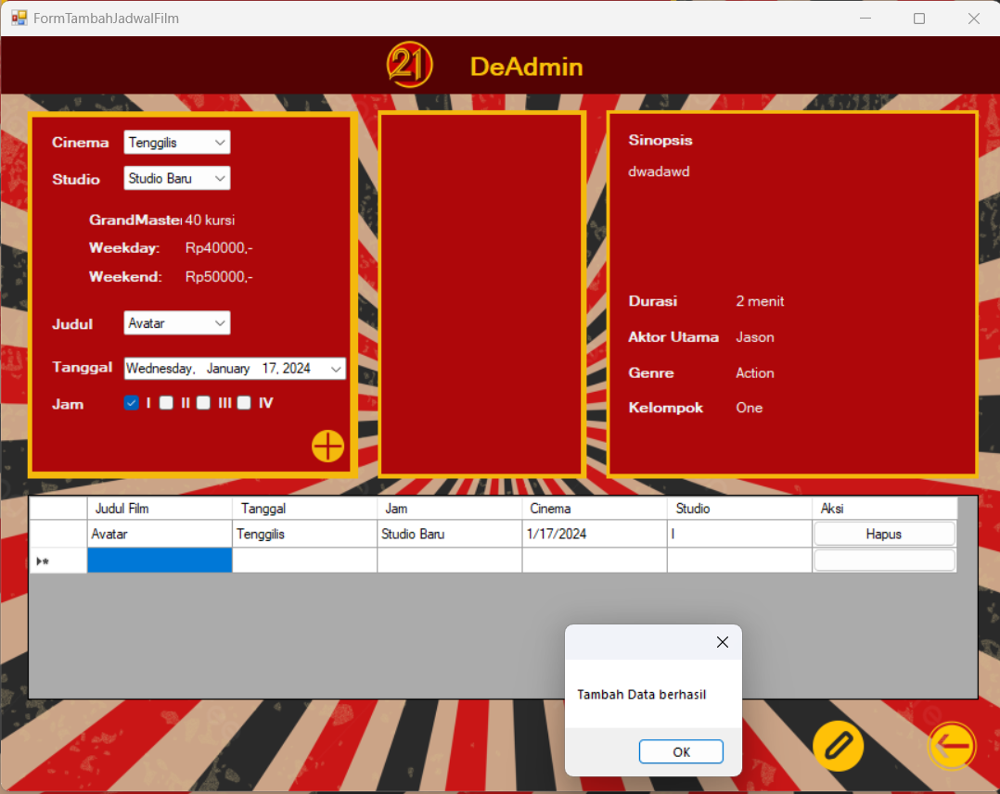 FormTambahJadwalFilm
21 DeAdmin
Cinema Tenggilis
Studio Studio Baru
GrandMaster 40 kursi
Weekday: Rp40000,-
Weekend: Rp50000,-
Judul Avatar
Tanggal Wednesday, January 17, 2024
Jam I II III IV
Sinopsis
dwadawd
Durasi 2 menit
Aktor Utama Jason
Genre Action
Kelompok One
Judul Film Tanggal Jam Cinema Studio Aksi
Avatar Tenggilis Studio Baru 1/17/2024 I Hapus
Tambah Data berhasil
OK